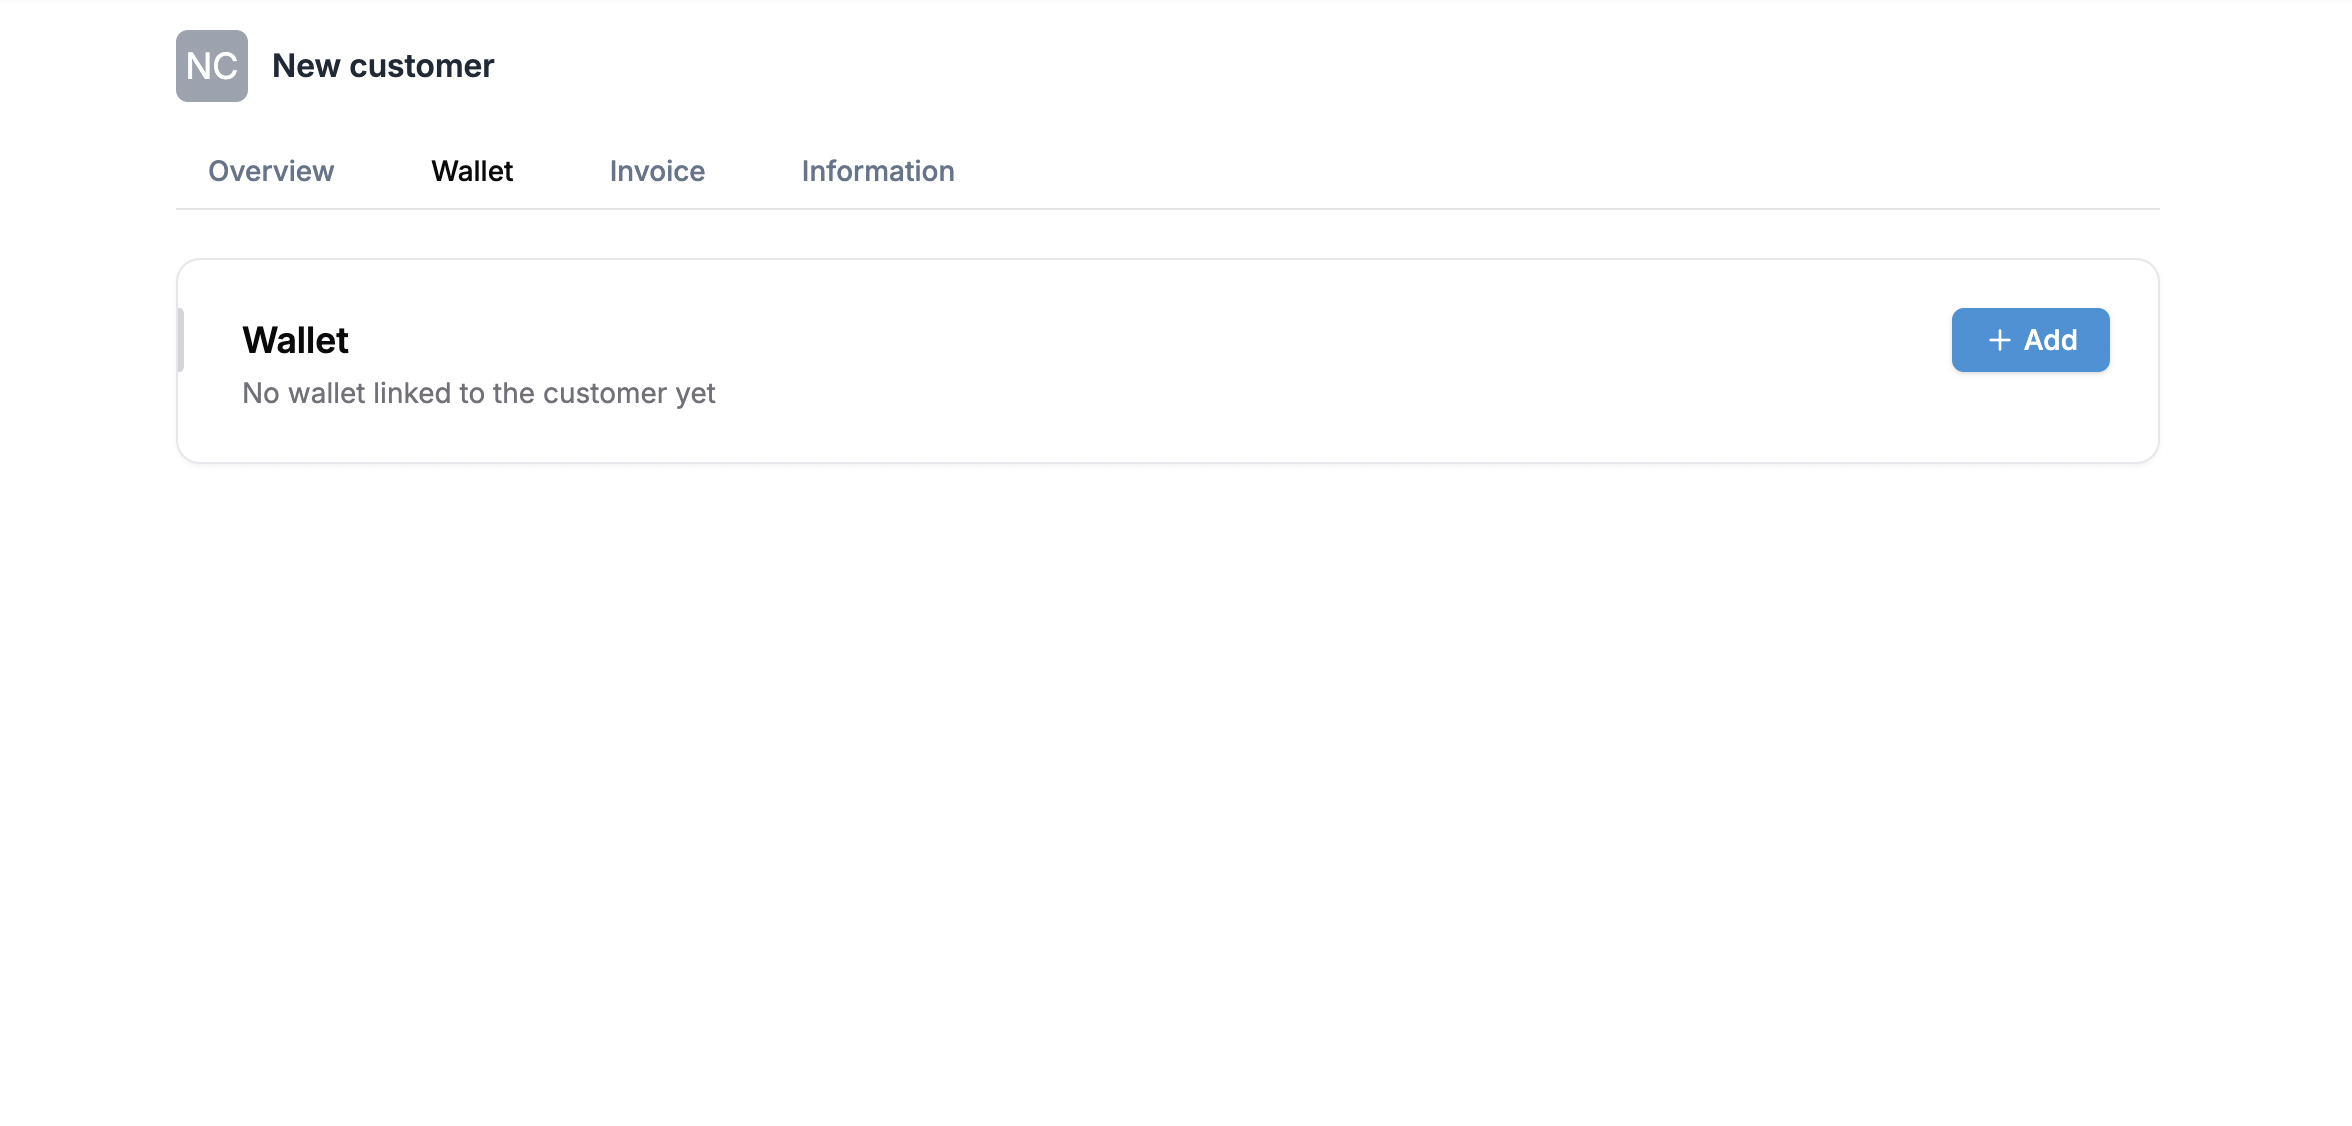 NC New customer
Overview Wallet Invoice Information
Wallet
+ Add
No wallet linked to the customer yet